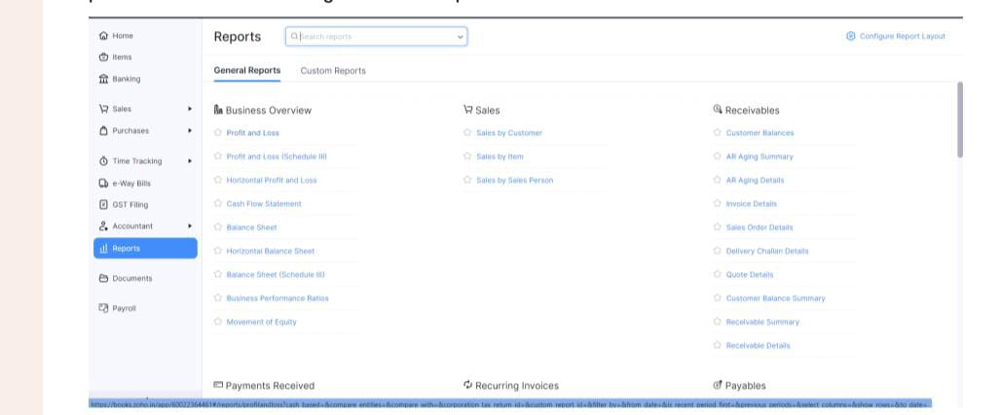 Home
Items
Banking
Sales
Purchases
Time Tracking
e-Way Bills
GST Filing
Accountant
Reports
Documents
Payroll
Reports
Search reports
Configure Report Layout
General Reports
Custom Reports
Business Overview
Profit and Loss
Profit and Loss (Schedule III)
Horizontal Profit and Loss
Cash Flow Statement
Balance Sheet
Horizontal Balance Sheet
Balance Sheet (Schedule III)
Business Performance Ratios
Movement of Equity
Sales
Sales by Customer
Sales by Item
Sales by Sales Person
Receivables
Customer Balances
AR Aging Summary
AR Aging Details
Invoice Details
Sales Order Details
Delivery Challan Details
Quote Details
Customer Balance Summary
Receivable Summary
Receivable Details
Payments Received
Recurring Invoices
Payables
https://books.zoho.in/app/60022364461#/reports/profitandloss?cash_based=&compare_entities=&compare_with=&corporation_tax_return_id=&custom_report_id=&filter_by=&from_date=&is_recent_period_first=&previous_periods=&select_columns=&show_rows=&to_date=